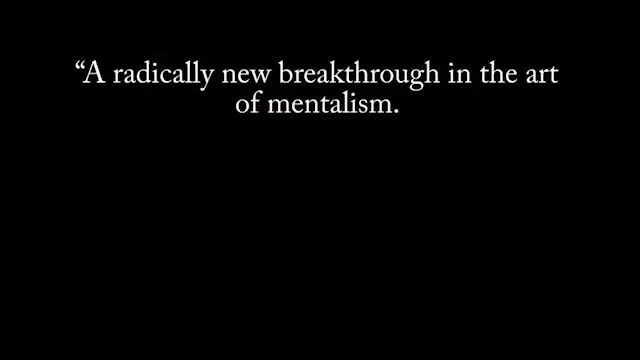 “A radically new breakthrough in the art
of mentalism.